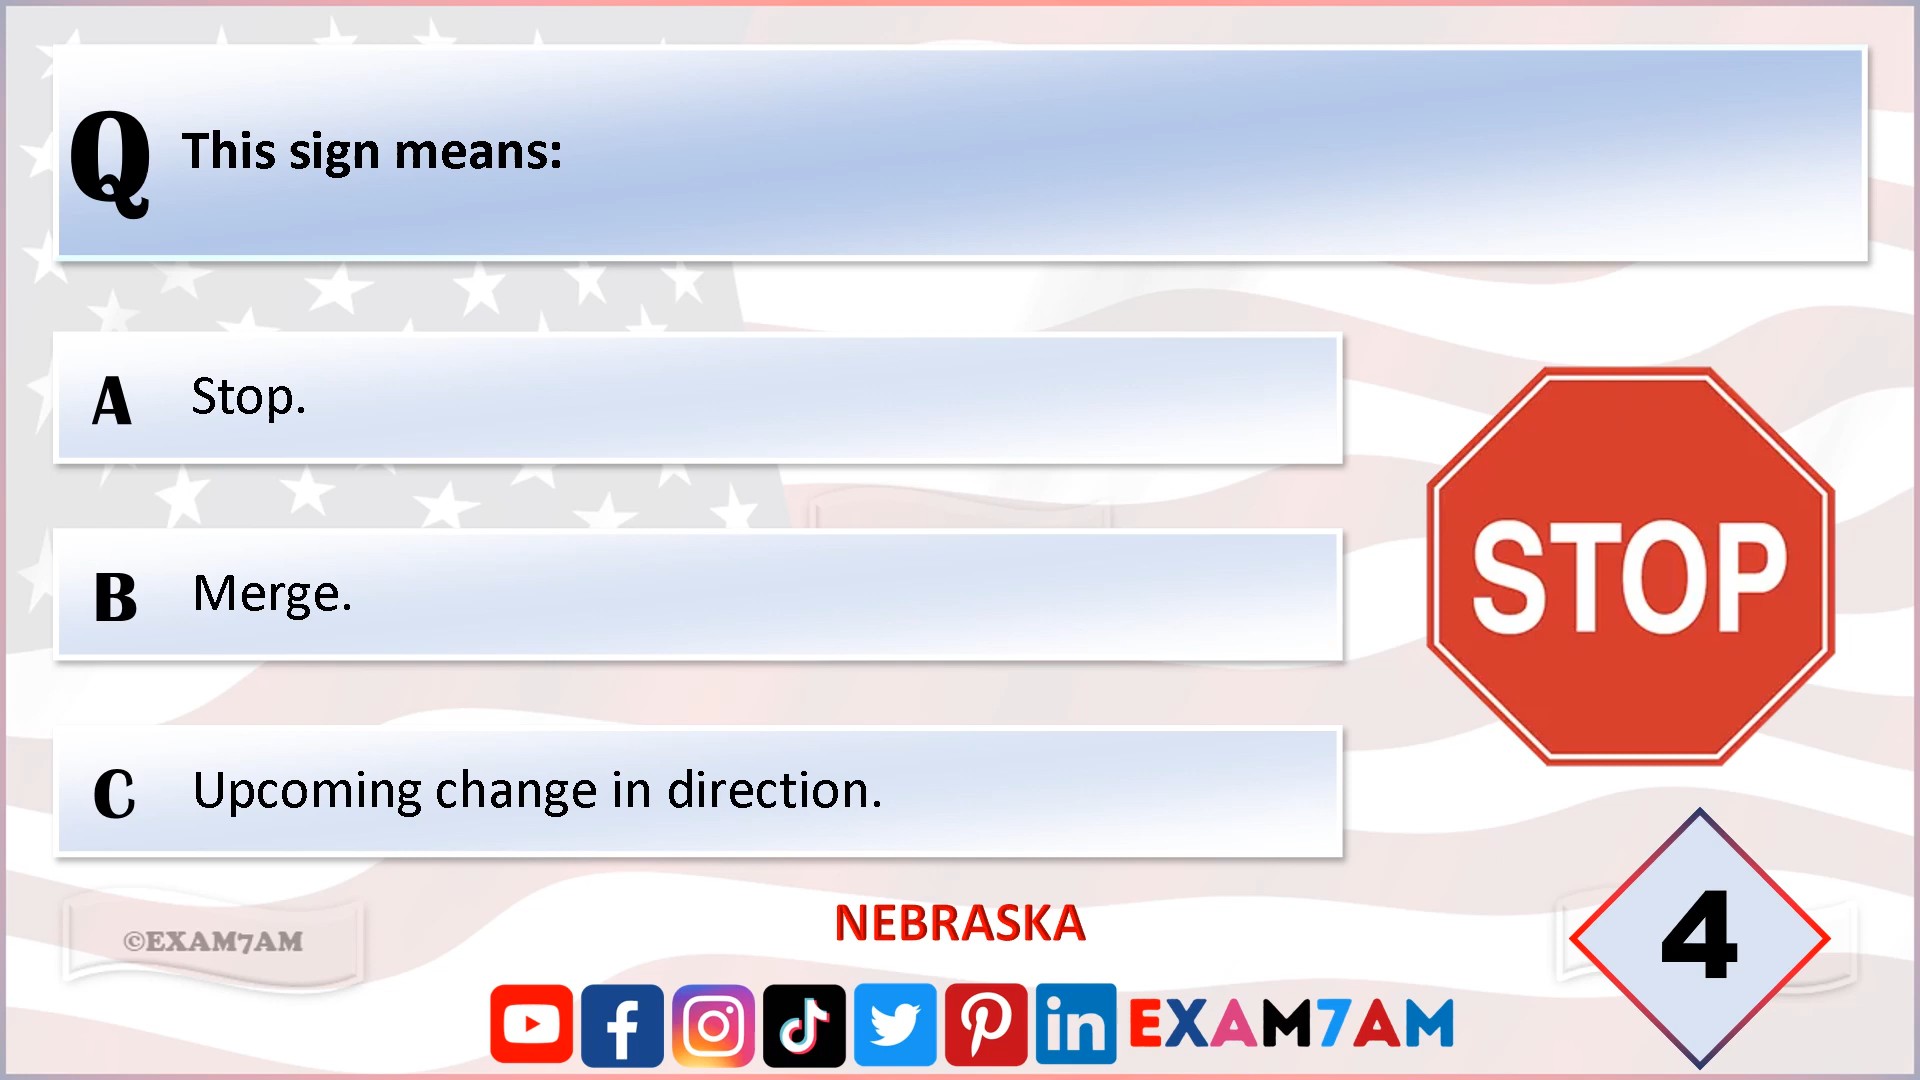 Q This sign means:
A Stop.
B Merge.
C Upcoming change in direction.
STOP
NEBRASKA
4
©EXAM7AM
EXAM7AM